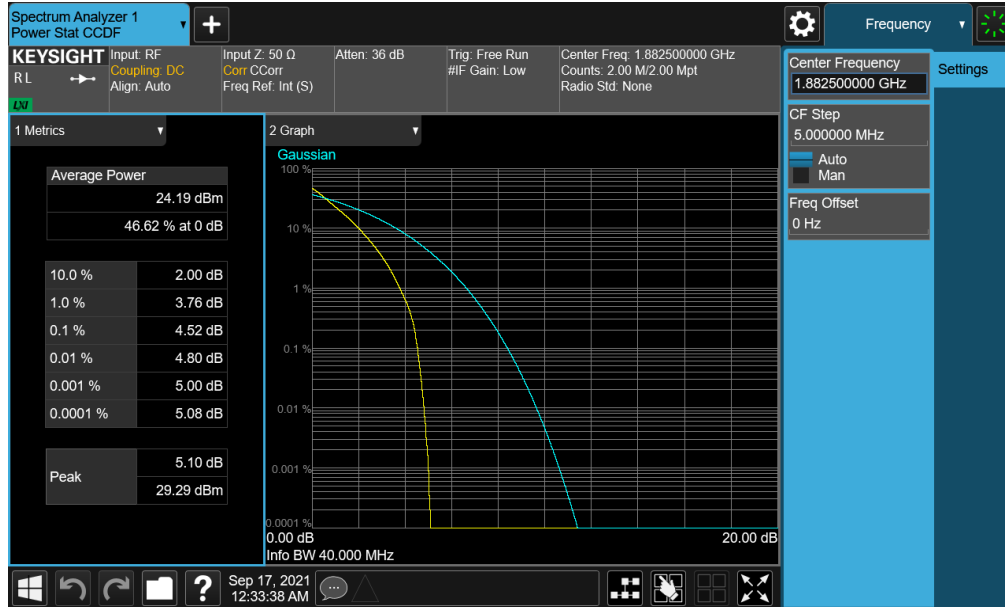 Spectrum Analyzer 1
Power Stat CCDF
Frequency
KEYSIGHT
R L
LXI
Input: RF
Coupling: DC
Align: Auto
Input Z: 50 Ω
Corr CCorr
Freq Ref: Int (S)
Atten: 36 dB
Trig: Free Run
#IF Gain: Low
Center Freq: 1.882500000 GHz
Counts: 2.00 M/2.00 Mpt
Radio Std: None
Center Frequency
1.882500000 GHz
Settings
CF Step
5.000000 MHz
Auto
Man
Freq Offset
0 Hz
1 Metrics
Average Power
24.19 dBm
46.62 % at 0 dB
10.0 % 2.00 dB
1.0 % 3.76 dB
0.1 % 4.52 dB
0.01 % 4.80 dB
0.001 % 5.00 dB
0.0001 % 5.08 dB
Peak
5.10 dB
29.29 dBm
2 Graph
Gaussian
100 %
10 %
1 %
0.1 %
0.01 %
0.001 %
0.0001 %
0.00 dB 20.00 dB
Info BW 40.000 MHz
?
Sep 17, 2021
12:33:38 AM